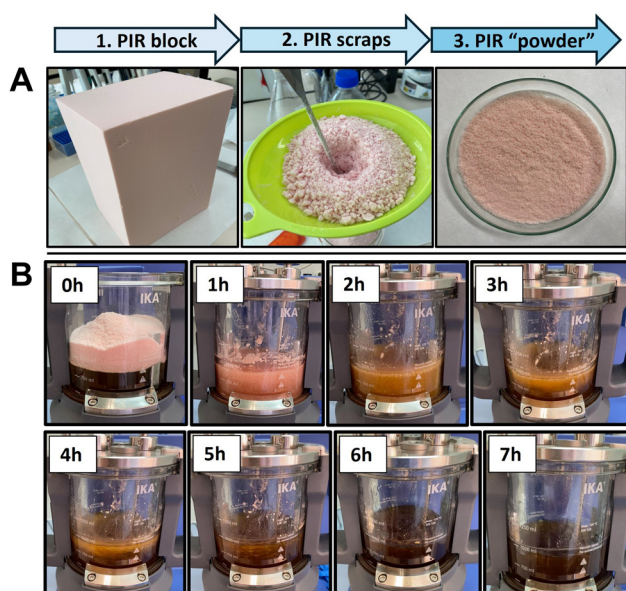 1. PIR block
2. PIR scraps
3. PIR “powder”
A
B
0h
IKA
1h
IKA
2h
IKA
3h
IKA
4h
IKA
5h
IKA
6h
IKA
7h
IKA